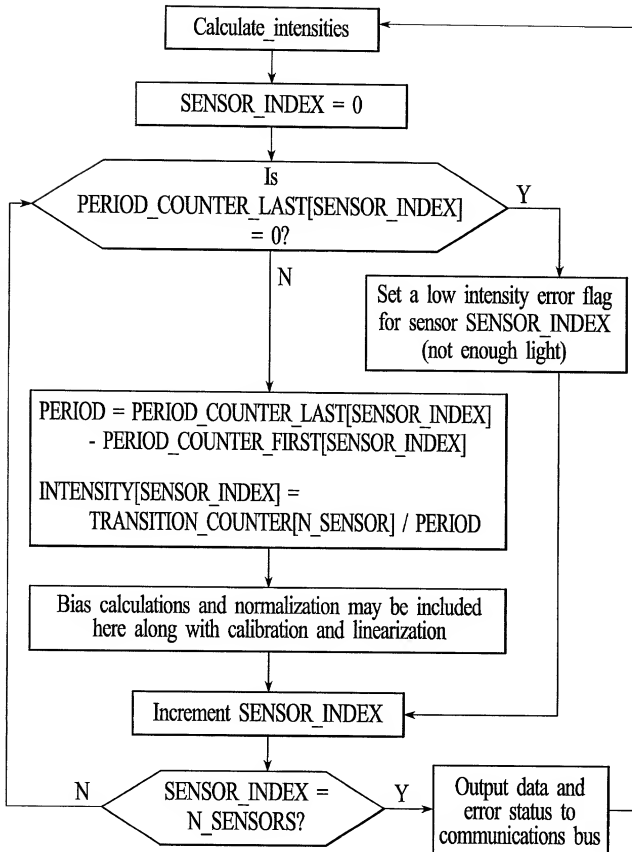 Calculate_intensities
SENSOR_INDEX = 0
Is
PERIOD_COUNTER_LAST[SENSOR_INDEX]
= 0?
Y
N
Set a low intensity error flag
for sensor SENSOR_INDEX
(not enough light)
PERIOD = PERIOD_COUNTER_LAST[SENSOR_INDEX]
- PERIOD_COUNTER_FIRST[SENSOR_INDEX]
INTENSITY[SENSOR_INDEX] =
TRANSITION_COUNTER[N_SENSOR] / PERIOD
Bias calculations and normalization may be included
here along with calibration and linearization
Increment SENSOR_INDEX
N
SENSOR_INDEX =
N_SENSORS?
Y
Output data and
error status to
communications bus